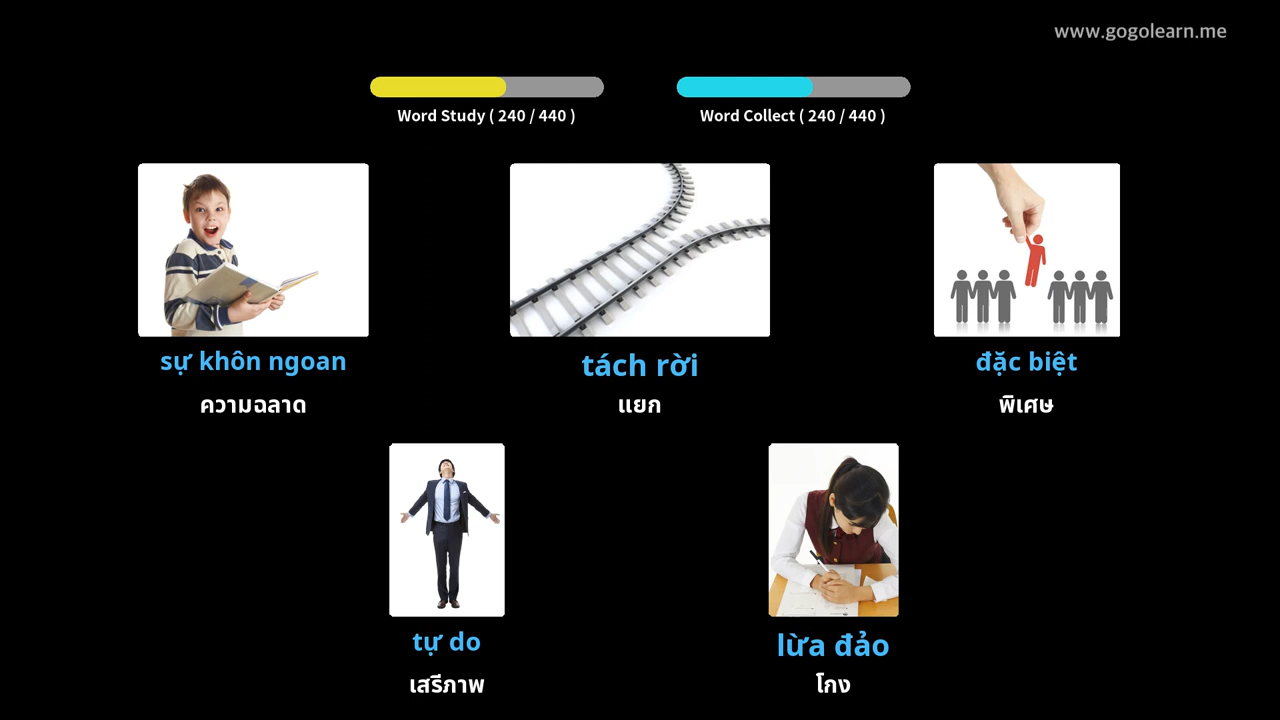 www.gogolearn.me
Word Study ( 240 / 440 )
Word Collect ( 240 / 440 )
sự khôn ngoan
ความฉลาด
tách rời
แยก
đặc biệt
พิเศษ
tự do
เสรีภาพ
lừa đảo
โกง